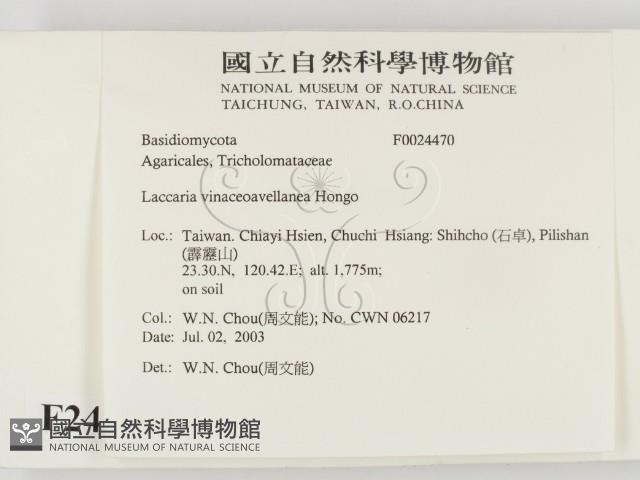 國立自然科學博物館
NATIONAL MUSEUM OF NATURAL SCIENCE
TAICHUNG, TAIWAN, R.O.CHINA
Basidiomycota F0024470
Agaricales, Tricholomataceae
Laccaria vinaceoavellanea Hongo
Loc.: Taiwan. Chiayi Hsien, Chuchi Hsiang: Shihcho (石卓), Pilishan
(霹靂山)
23.30.N, 120.42.E; alt. 1,775m;
on soil
Col.: W.N. Chou(周文能); No. CWN 06217
Date: Jul. 02, 2003
Det.: W.N. Chou(周文能)
F24
國立自然科學博物館
NATIONAL MUSEUM OF NATURAL SCIENCE